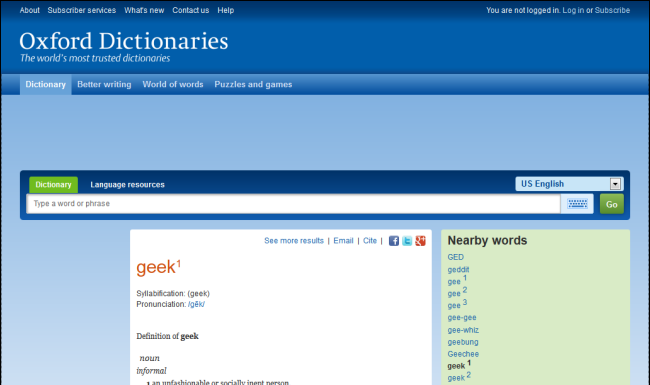 About Subscriber services What's new Contact us Help You are not logged in. Log in or Subscribe
Oxford Dictionaries
The world's most trusted dictionaries
Dictionary Better writing World of words Puzzles and games
Dictionary Language resources US English
Type a word or phrase Go
See more results | Email | Cite | f t g+1
geek1
Syllabification: (geek)
Pronunciation: /gēk/
Definition of geek
noun
informal
1 an unfashionable or socially inept person
Nearby words
GED
geddit
gee 1
gee 2
gee 3
gee-gee
gee-whiz
geebung
Geechee
geek 1
geek 2